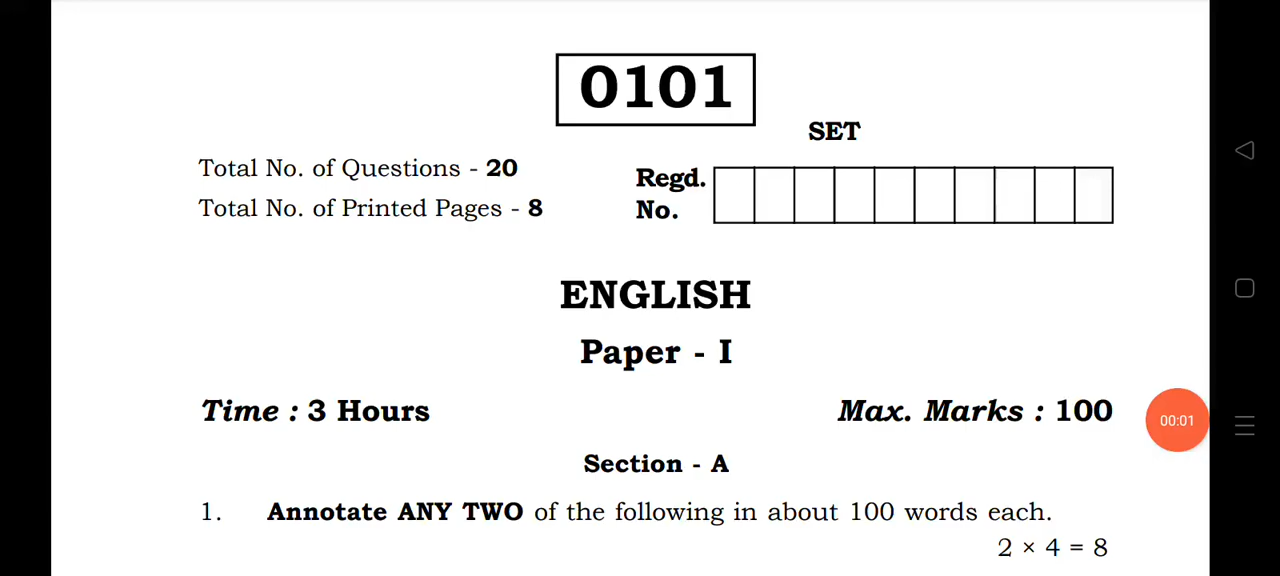 0101
SET
Total No. of Questions - 20
Total No. of Printed Pages - 8
Regd.
No.
ENGLISH
Paper - I
Time : 3 Hours
Max. Marks : 100
00:01
Section - A
1. Annotate ANY TWO of the following in about 100 words each.
2 × 4 = 8